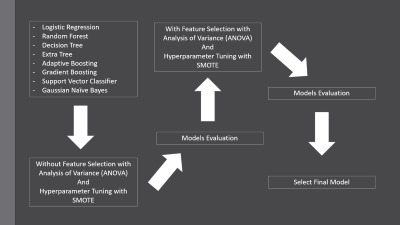 - Logistic Regression
- Random Forest
- Decision Tree
- Extra Tree
- Adaptive Boosting
- Gradient Boosting
- Support Vector Classifier
- Gaussian Naïve Bayes
Without Feature Selection with
Analysis of Variance (ANOVA)
And
Hyperparameter Tuning with
SMOTE
Models Evaluation
With Feature Selection with
Analysis of Variance (ANOVA)
And
Hyperparameter Tuning with
SMOTE
Models Evaluation
Select Final Model